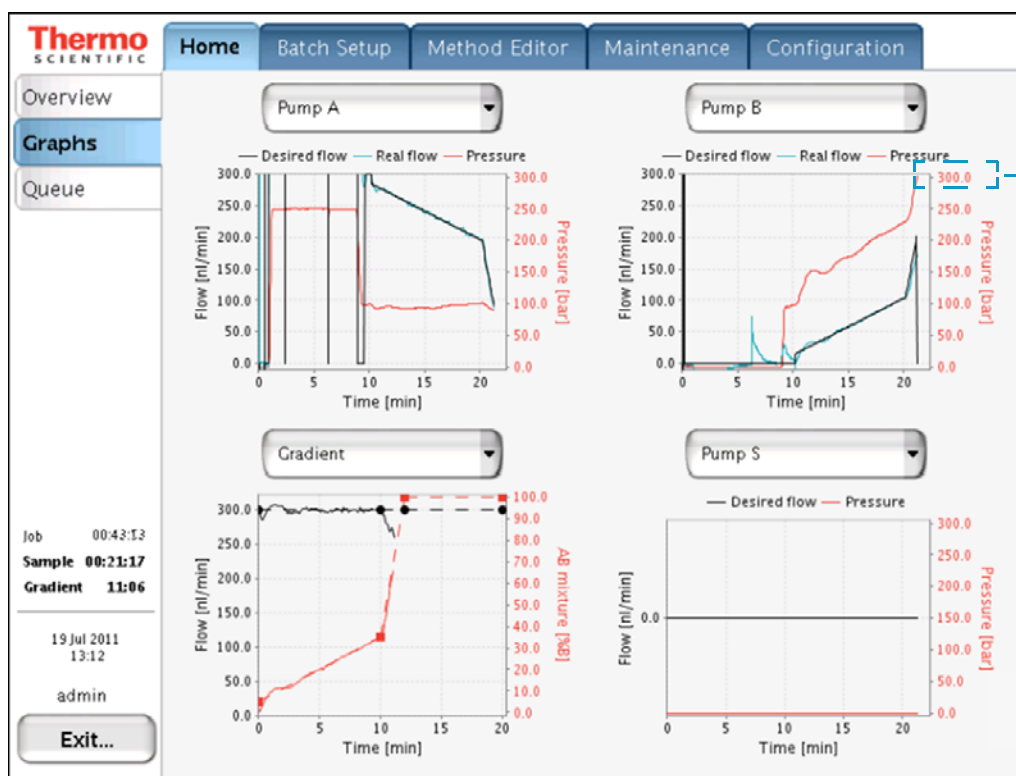 Thermo
SCIENTIFIC
Home
Batch Setup
Method Editor
Maintenance
Configuration
Overview
Graphs
Queue
Job 00:43:13
Sample 00:21:17
Gradient 11:06
19 Jul 2011
13:12
admin
Exit...
Pump A
Desired flow Real flow Pressure
300.0
250.0
200.0
150.0
100.0
50.0
0.0
Flow [nl/min]
0 5 10 15 20
Time [min]
300.0
250.0
200.0
150.0
100.0
50.0
0.0
Pressure [bar]
Pump B
Desired flow Real flow Pressure
300.0
250.0
200.0
150.0
100.0
50.0
0.0
Flow [nl/min]
0 5 10 15 20
Time [min]
300.0
250.0
200.0
150.0
100.0
50.0
0.0
Pressure [bar]
Gradient
300.0
250.0
200.0
150.0
100.0
50.0
0.0
Flow [nl/min]
0 5 10 15 20
Time [min]
100.0
90.0
80.0
70.0
60.0
50.0
40.0
30.0
20.0
10.0
0.0
AB mixture [%B]
Pump S
Desired flow Pressure
0.0
Flow [nl/min]
0 5 10 15 20
Time [min]
300.0
250.0
200.0
150.0
100.0
50.0
0.0
Pressure [bar]